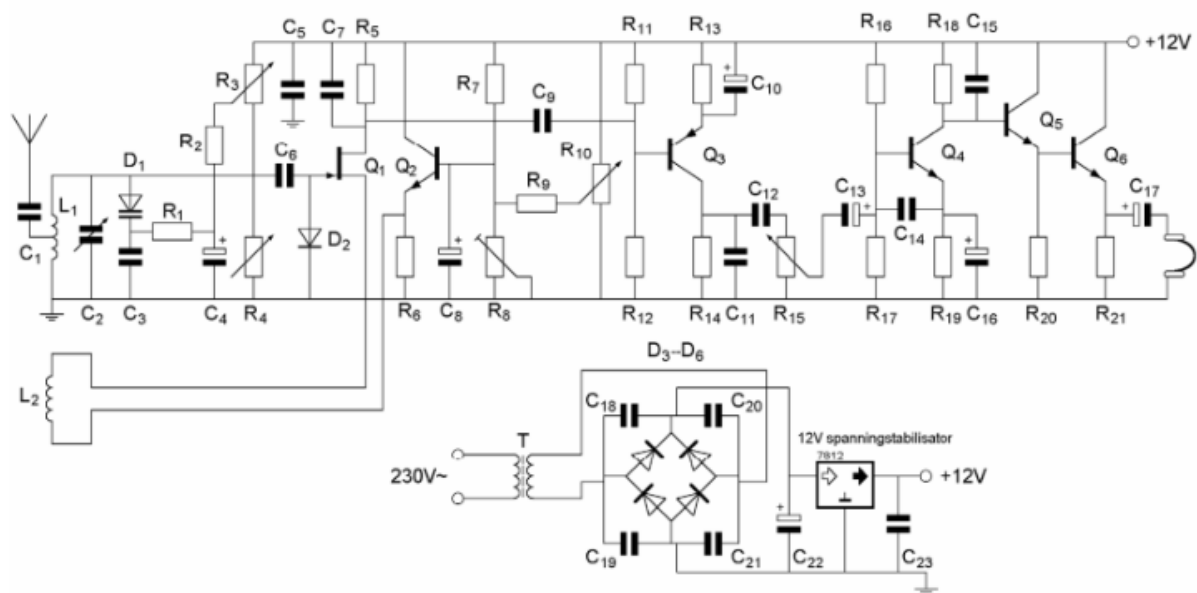 C5 C7 R5 R11 R13 R16 R18 C15
+12V
R3 R7 C9 + C10
R2 Q5
D1 C6 Q1 Q2 R10 Q3 Q4 Q6
L1 R9 C12 C13 C17
R1 + + + + +
C1 D2 C14
C2 C3 C4 R4 R6 C8 R8 R12 R14 C11 R15 R17 R19 C16 R20 R21
D3--D6
L2 C18 C20
T 12V spanningstabilisator
7812
230V~ +12V
+
C19 C21 C22 C23